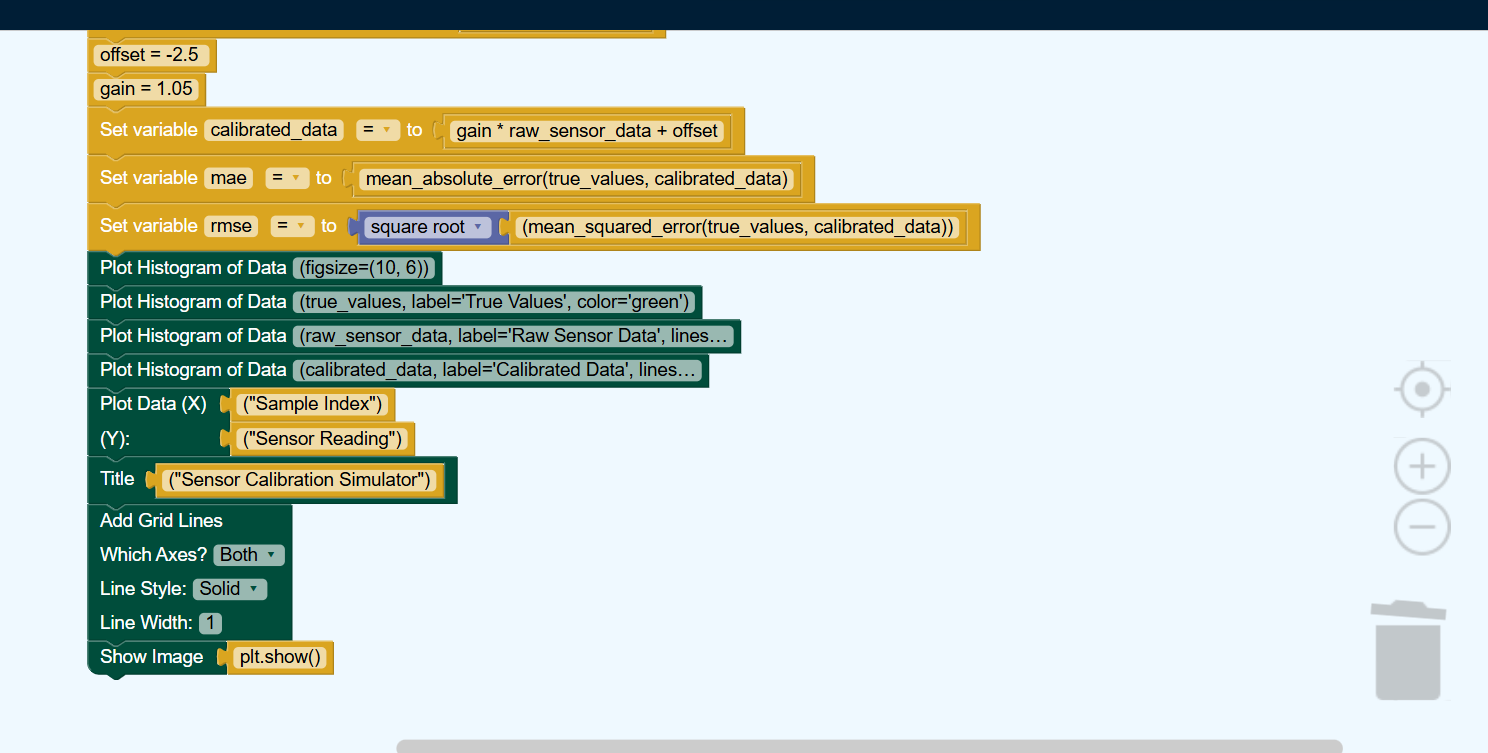 offset = -2.5
gain = 1.05
Set variable calibrated_data = to gain * raw_sensor_data + offset
Set variable mae = to mean_absolute_error(true_values, calibrated_data)
Set variable rmse = to square root (mean_squared_error(true_values, calibrated_data))
Plot Histogram of Data (figsize=(10, 6))
Plot Histogram of Data (true_values, label='True Values', color='green')
Plot Histogram of Data (raw_sensor_data, label='Raw Sensor Data', lines...
Plot Histogram of Data (calibrated_data, label='Calibrated Data', lines...
Plot Data (X) ("Sample Index")
(Y): ("Sensor Reading")
Title ("Sensor Calibration Simulator")
Add Grid Lines
Which Axes? Both
Line Style: Solid
Line Width: 1
Show Image plt.show()